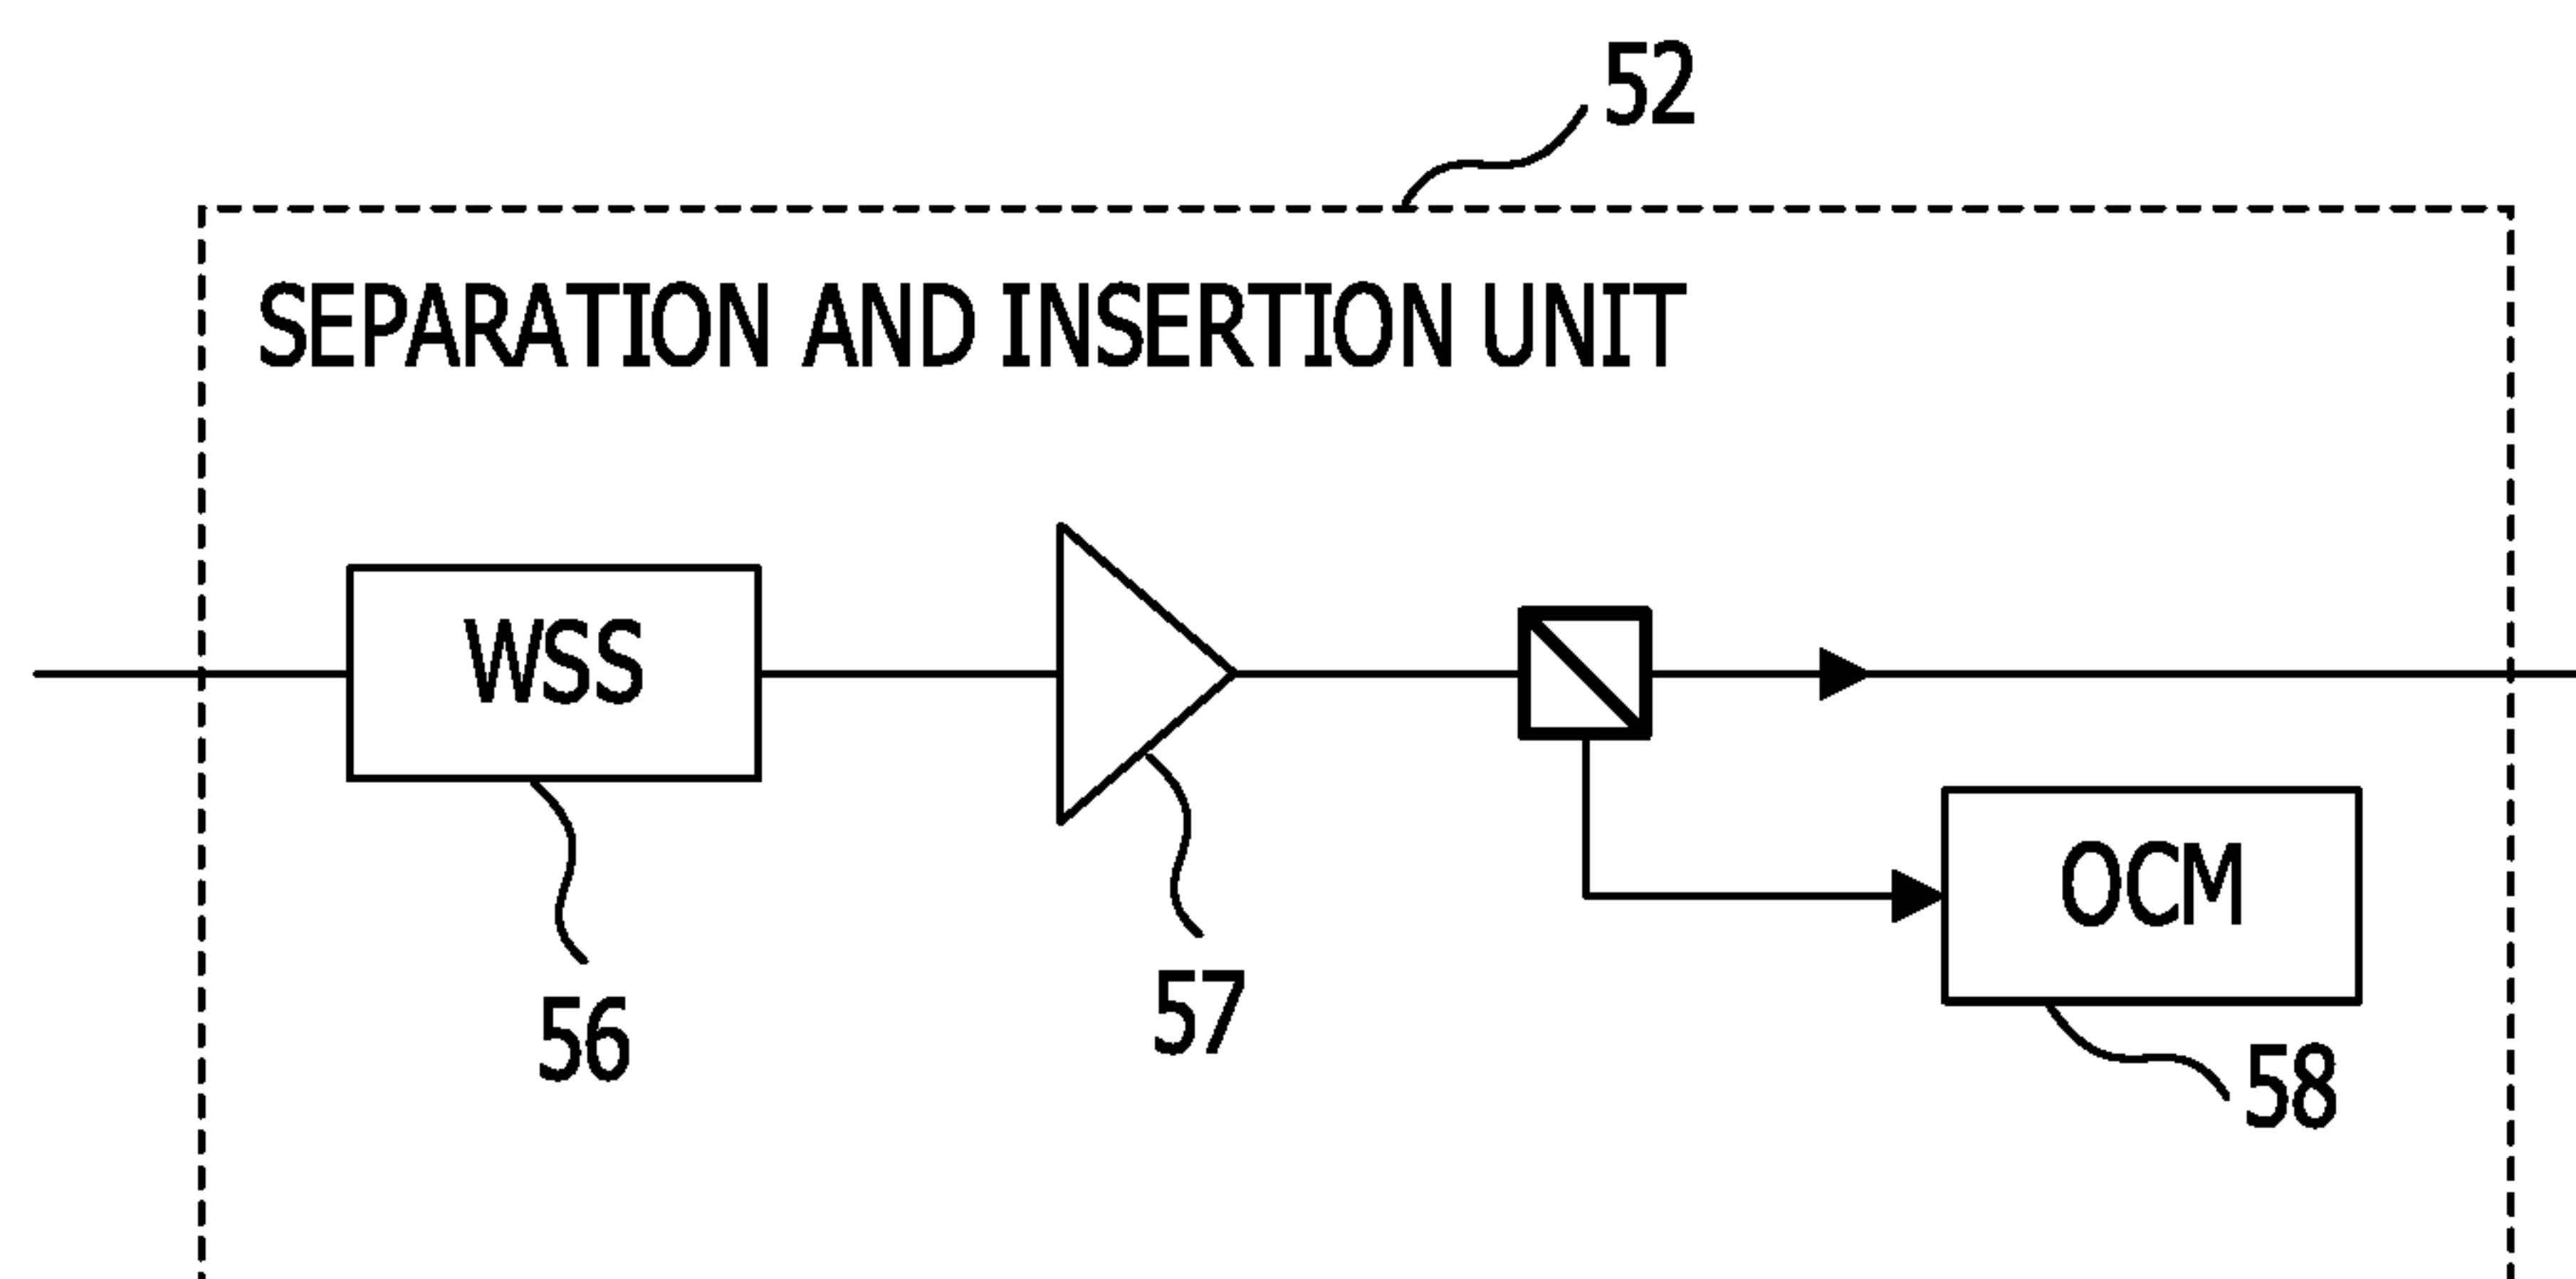 52
SEPARATION AND INSERTION UNIT
WSS
OCM
56
57
58